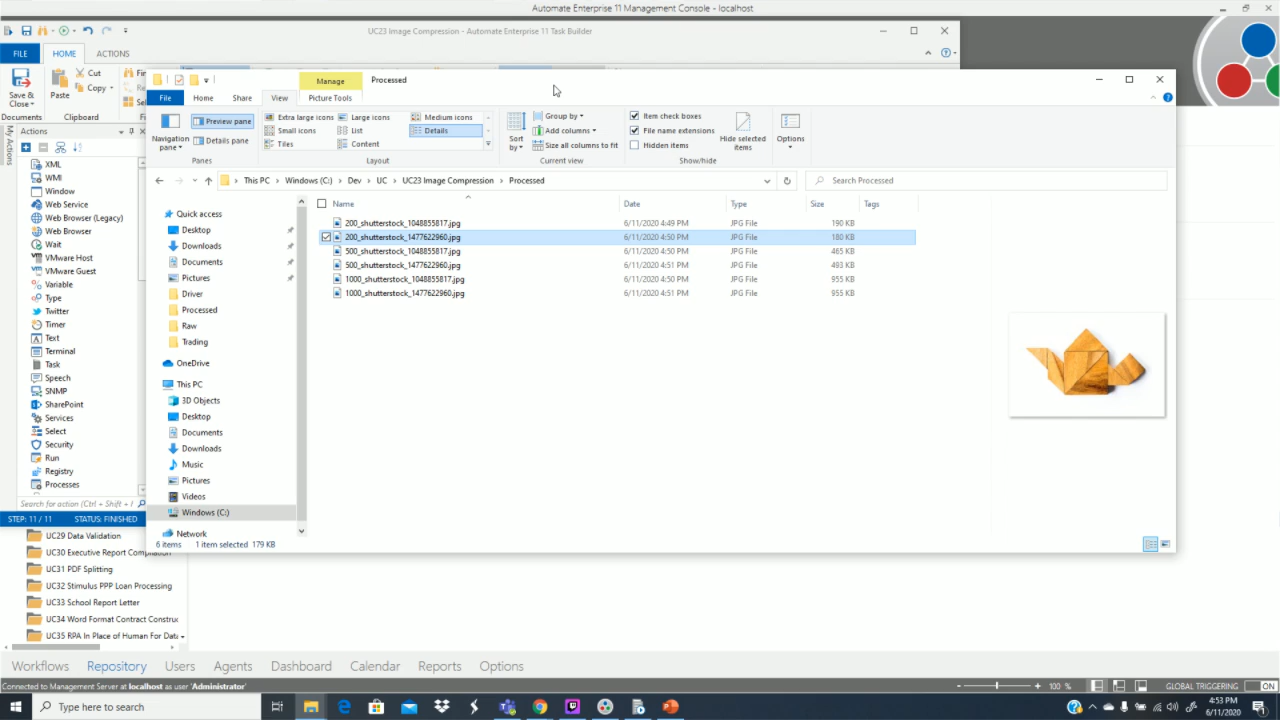 Automate Enterprise 11 Management Console - localhost
UC23 Image Compression - Automate Enterprise 11 Task Builder
FILE HOME ACTIONS
Save & Close
Paste
Cut
Copy
Documents Clipboard
Manage Processed
File Home Share View Picture Tools
Navigation pane
Preview pane
Details pane
Extra large icons Large icons Medium icons
Small icons List Details
Tiles Content
Sort by
Group by
Add columns
Size all columns to fit
Item check boxes
File name extensions
Hidden items
Hide selected items
Options
Panes Layout Current view Show/hide
This PC Windows (C:) Dev UC UC23 Image Compression Processed
Search Processed
My Actions
Actions
XML
WMI
Window
Web Service
Web Browser (Legacy)
Web Browser
Wait
VMware Host
VMware Guest
Variable
Type
Twitter
Timer
Text
Terminal
Task
Speech
SNMP
SharePoint
Services
Select
Security
Run
Registry
Processes
Search for action (Ctrl + Shift +
STEP: 11 / 11 STATUS: FINISHED
Quick access
Desktop
Downloads
Documents
Pictures
Driver
Processed
Raw
Trading
OneDrive
This PC
3D Objects
Desktop
Documents
Downloads
Music
Pictures
Videos
Windows (C:)
Network
Name Date Type Size Tags
200_shutterstock_1048855817.jpg 6/11/2020 4:49 PM JPG File 190 KB
200_shutterstock_1477622960.jpg 6/11/2020 4:50 PM JPG File 180 KB
500_shutterstock_1048855817.jpg 6/11/2020 4:50 PM JPG File 465 KB
500_shutterstock_1477622960.jpg 6/11/2020 4:51 PM JPG File 493 KB
1000_shutterstock_1048855817.jpg 6/11/2020 4:50 PM JPG File 955 KB
1000_shutterstock_1477622960.jpg 6/11/2020 4:51 PM JPG File 955 KB
6 items 1 item selected 179 KB
UC29 Data Validation
UC30 Executive Report Compilation
UC31 PDF Splitting
UC32 Stimulus PPP Loan Processing
UC33 School Report Letter
UC34 Word Format Contract Construc
UC35 RPA In Place of Human For Data
Workflows Repository Users Agents Dashboard Calendar Reports Options
Connected to Management Server at localhost as user 'Administrator'
100 % GLOBAL TRIGGERING ON
Type here to search
4:53 PM
6/11/2020